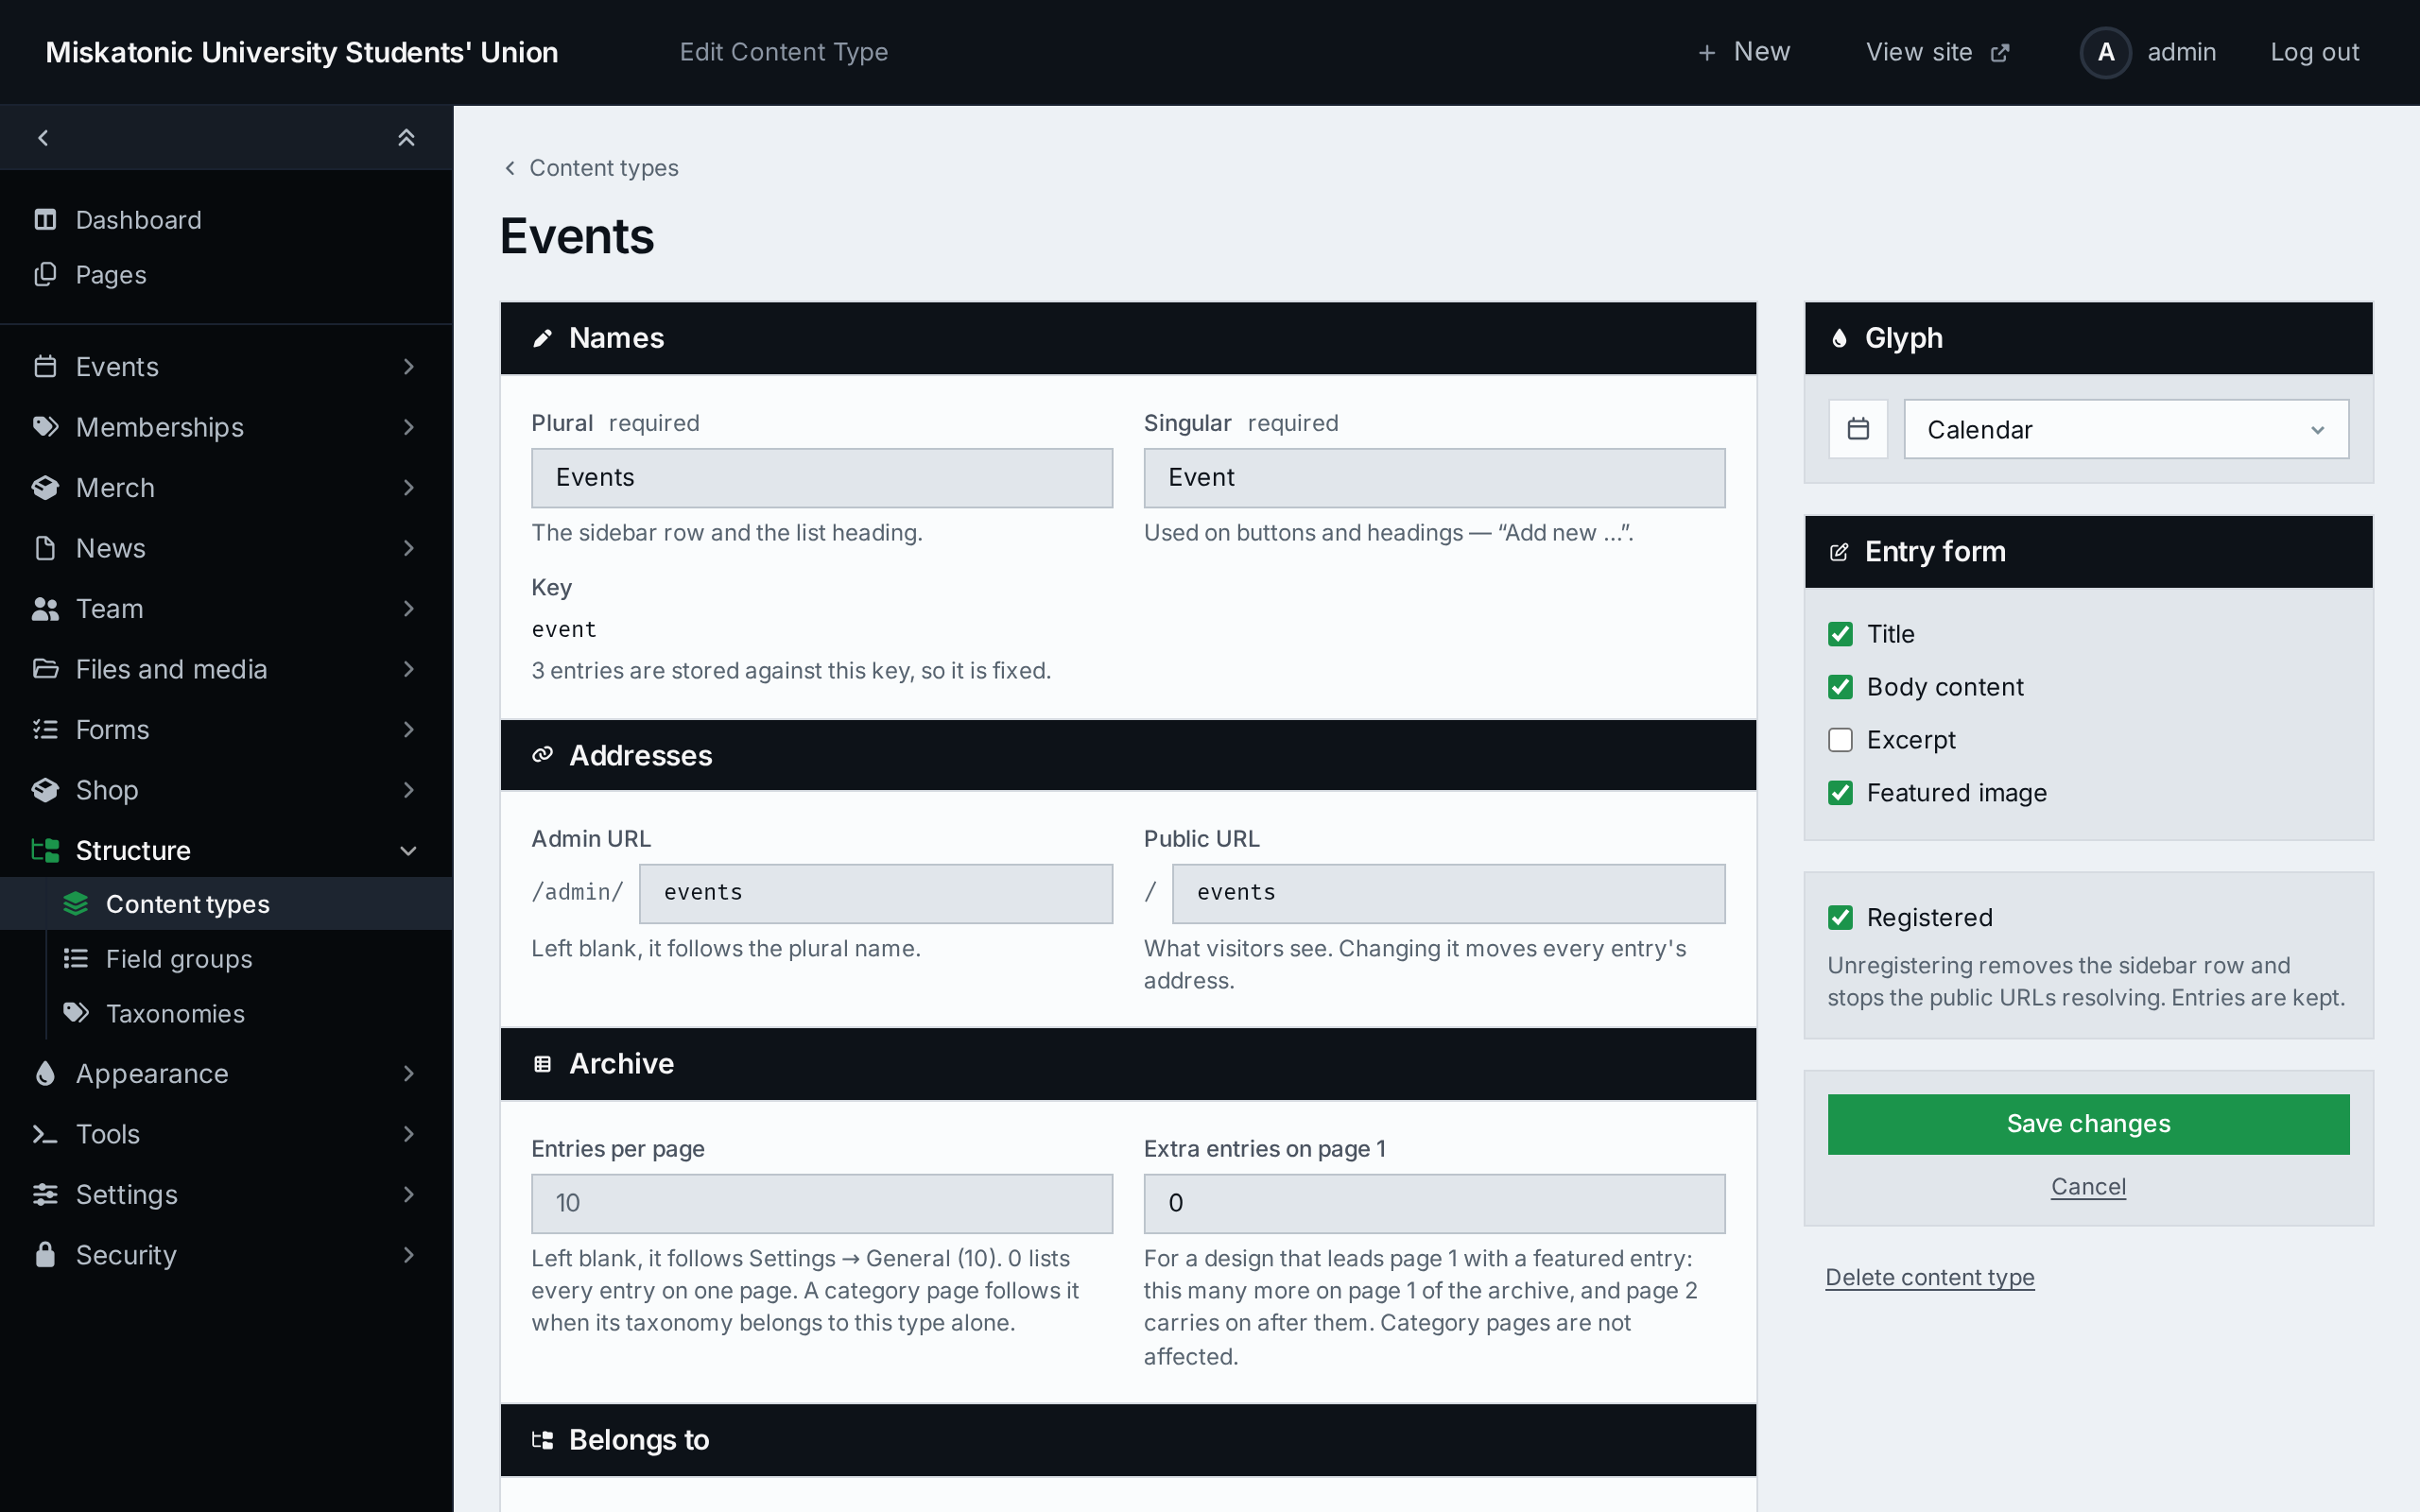 Miskatonic University Students' Union
Edit Content Type
New
View site
A
admin
Log out
Dashboard
Pages
Events
Memberships
Merch
News
Team
Files and media
Forms
Shop
Structure
Content types
Field groups
Taxonomies
Appearance
Tools
Settings
Security
Content types
Events
Names
Plural required
Events
The sidebar row and the list heading.
Singular required
Event
Used on buttons and headings — “Add new ...”.
Key
event
3 entries are stored against this key, so it is fixed.
Addresses
Admin URL
/admin/ events
Left blank, it follows the plural name.
Public URL
/ events
What visitors see. Changing it moves every entry's
address.
Archive
Entries per page
10
Left blank, it follows Settings → General (10). 0 lists
every entry on one page. A category page follows it
when its taxonomy belongs to this type alone.
Extra entries on page 1
0
For a design that leads page 1 with a featured entry:
this many more on page 1 of the archive, and page 2
carries on after them. Category pages are not
affected.
Belongs to
Glyph
Calendar
Entry form
Title
Body content
Excerpt
Featured image
Registered
Unregistering removes the sidebar row and
stops the public URLs resolving. Entries are kept.
Save changes
Cancel
Delete content type